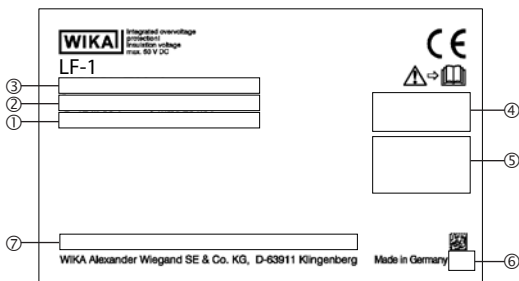 WIKAI
Integrated overvoltage
protection!
Insulation voltage
max. 50 V DC
CE
LF-1
③
②
①
④
⑤
⑦
WIKA Alexander Wiegand SE & Co. KG, D-63911 Klingenberg
Made in Germany
⑥